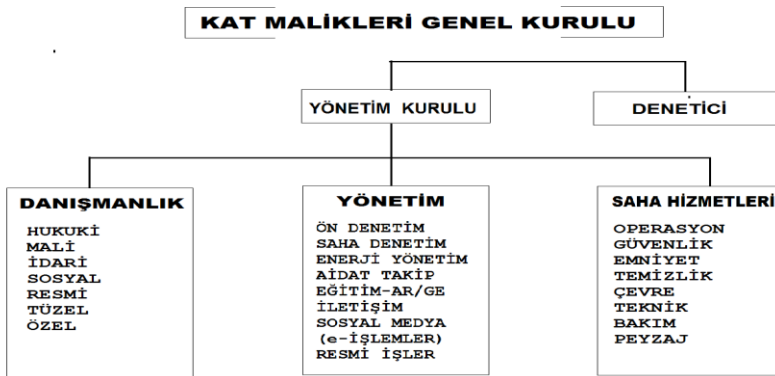 KAT MALİKLERİ GENEL KURULU
YÖNETİM KURULU
DENETİCİ
DANIŞMANLIK
HUKUKİ
MALİ
İDARİ
SOSYAL
RESMİ
TÜZEL
ÖZEL
YÖNETİM
ÖN DENETİM
SAHA DENETİM
ENERJİ YÖNETİM
AİDAT TAKİP
EĞİTİM-AR/GE
İLETİŞİM
SOSYAL MEDYA
(e-İŞLEMLER)
RESMİ İŞLER
SAHA HİZMETLERİ
OPERASYON
GÜVENLİK
EMNİYET
TEMİZLİK
ÇEVRE
TEKNİK
BAKIM
PEYZAJ